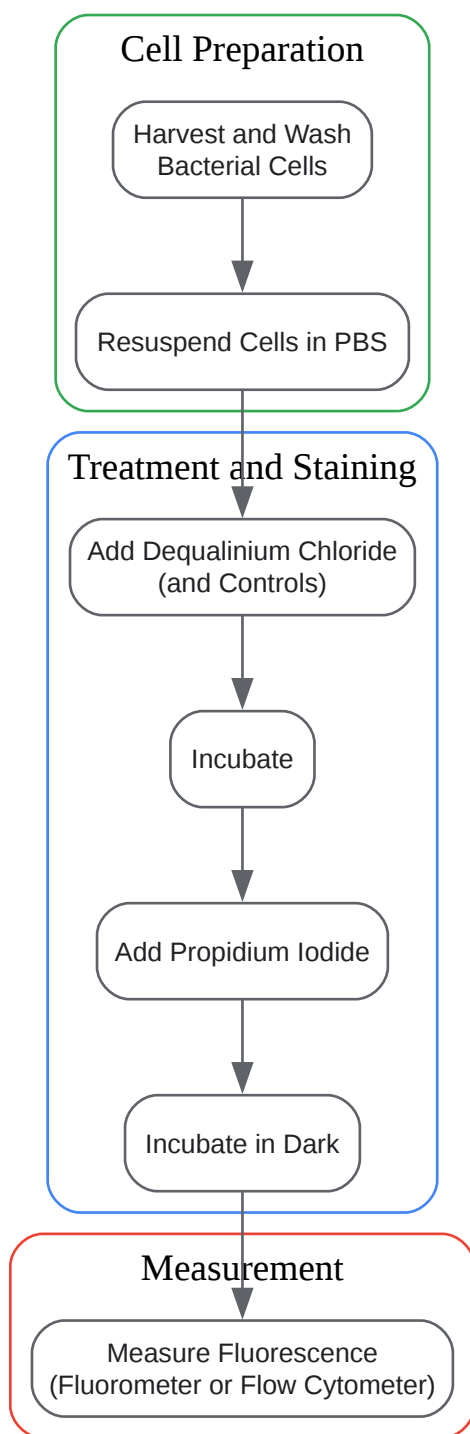 Cell Preparation
Harvest and Wash
Bacterial Cells
Resuspend Cells in PBS
Treatment and Staining
Add Dequalinium Chloride
(and Controls)
Incubate
Add Propidium Iodide
Incubate in Dark
Measurement
Measure Fluorescence
(Fluorometer or Flow Cytometer)